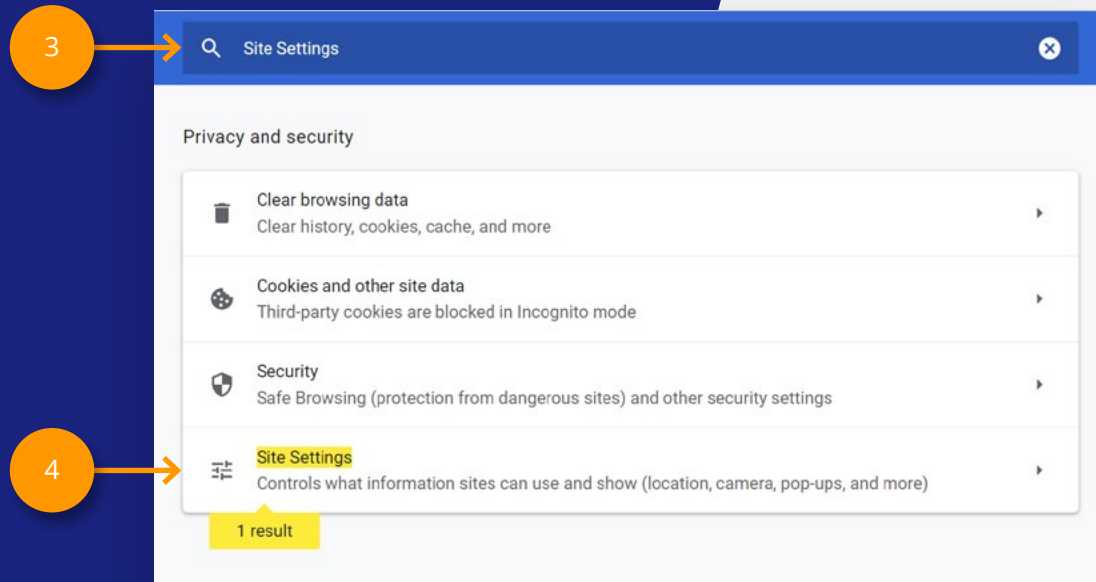 3
Site Settings
Privacy and security
Clear browsing data
Clear history, cookies, cache, and more
Cookies and other site data
Third-party cookies are blocked in Incognito mode
Security
Safe Browsing (protection from dangerous sites) and other security settings
4
Site Settings
Controls what information sites can use and show (location, camera, pop-ups, and more)
1 result